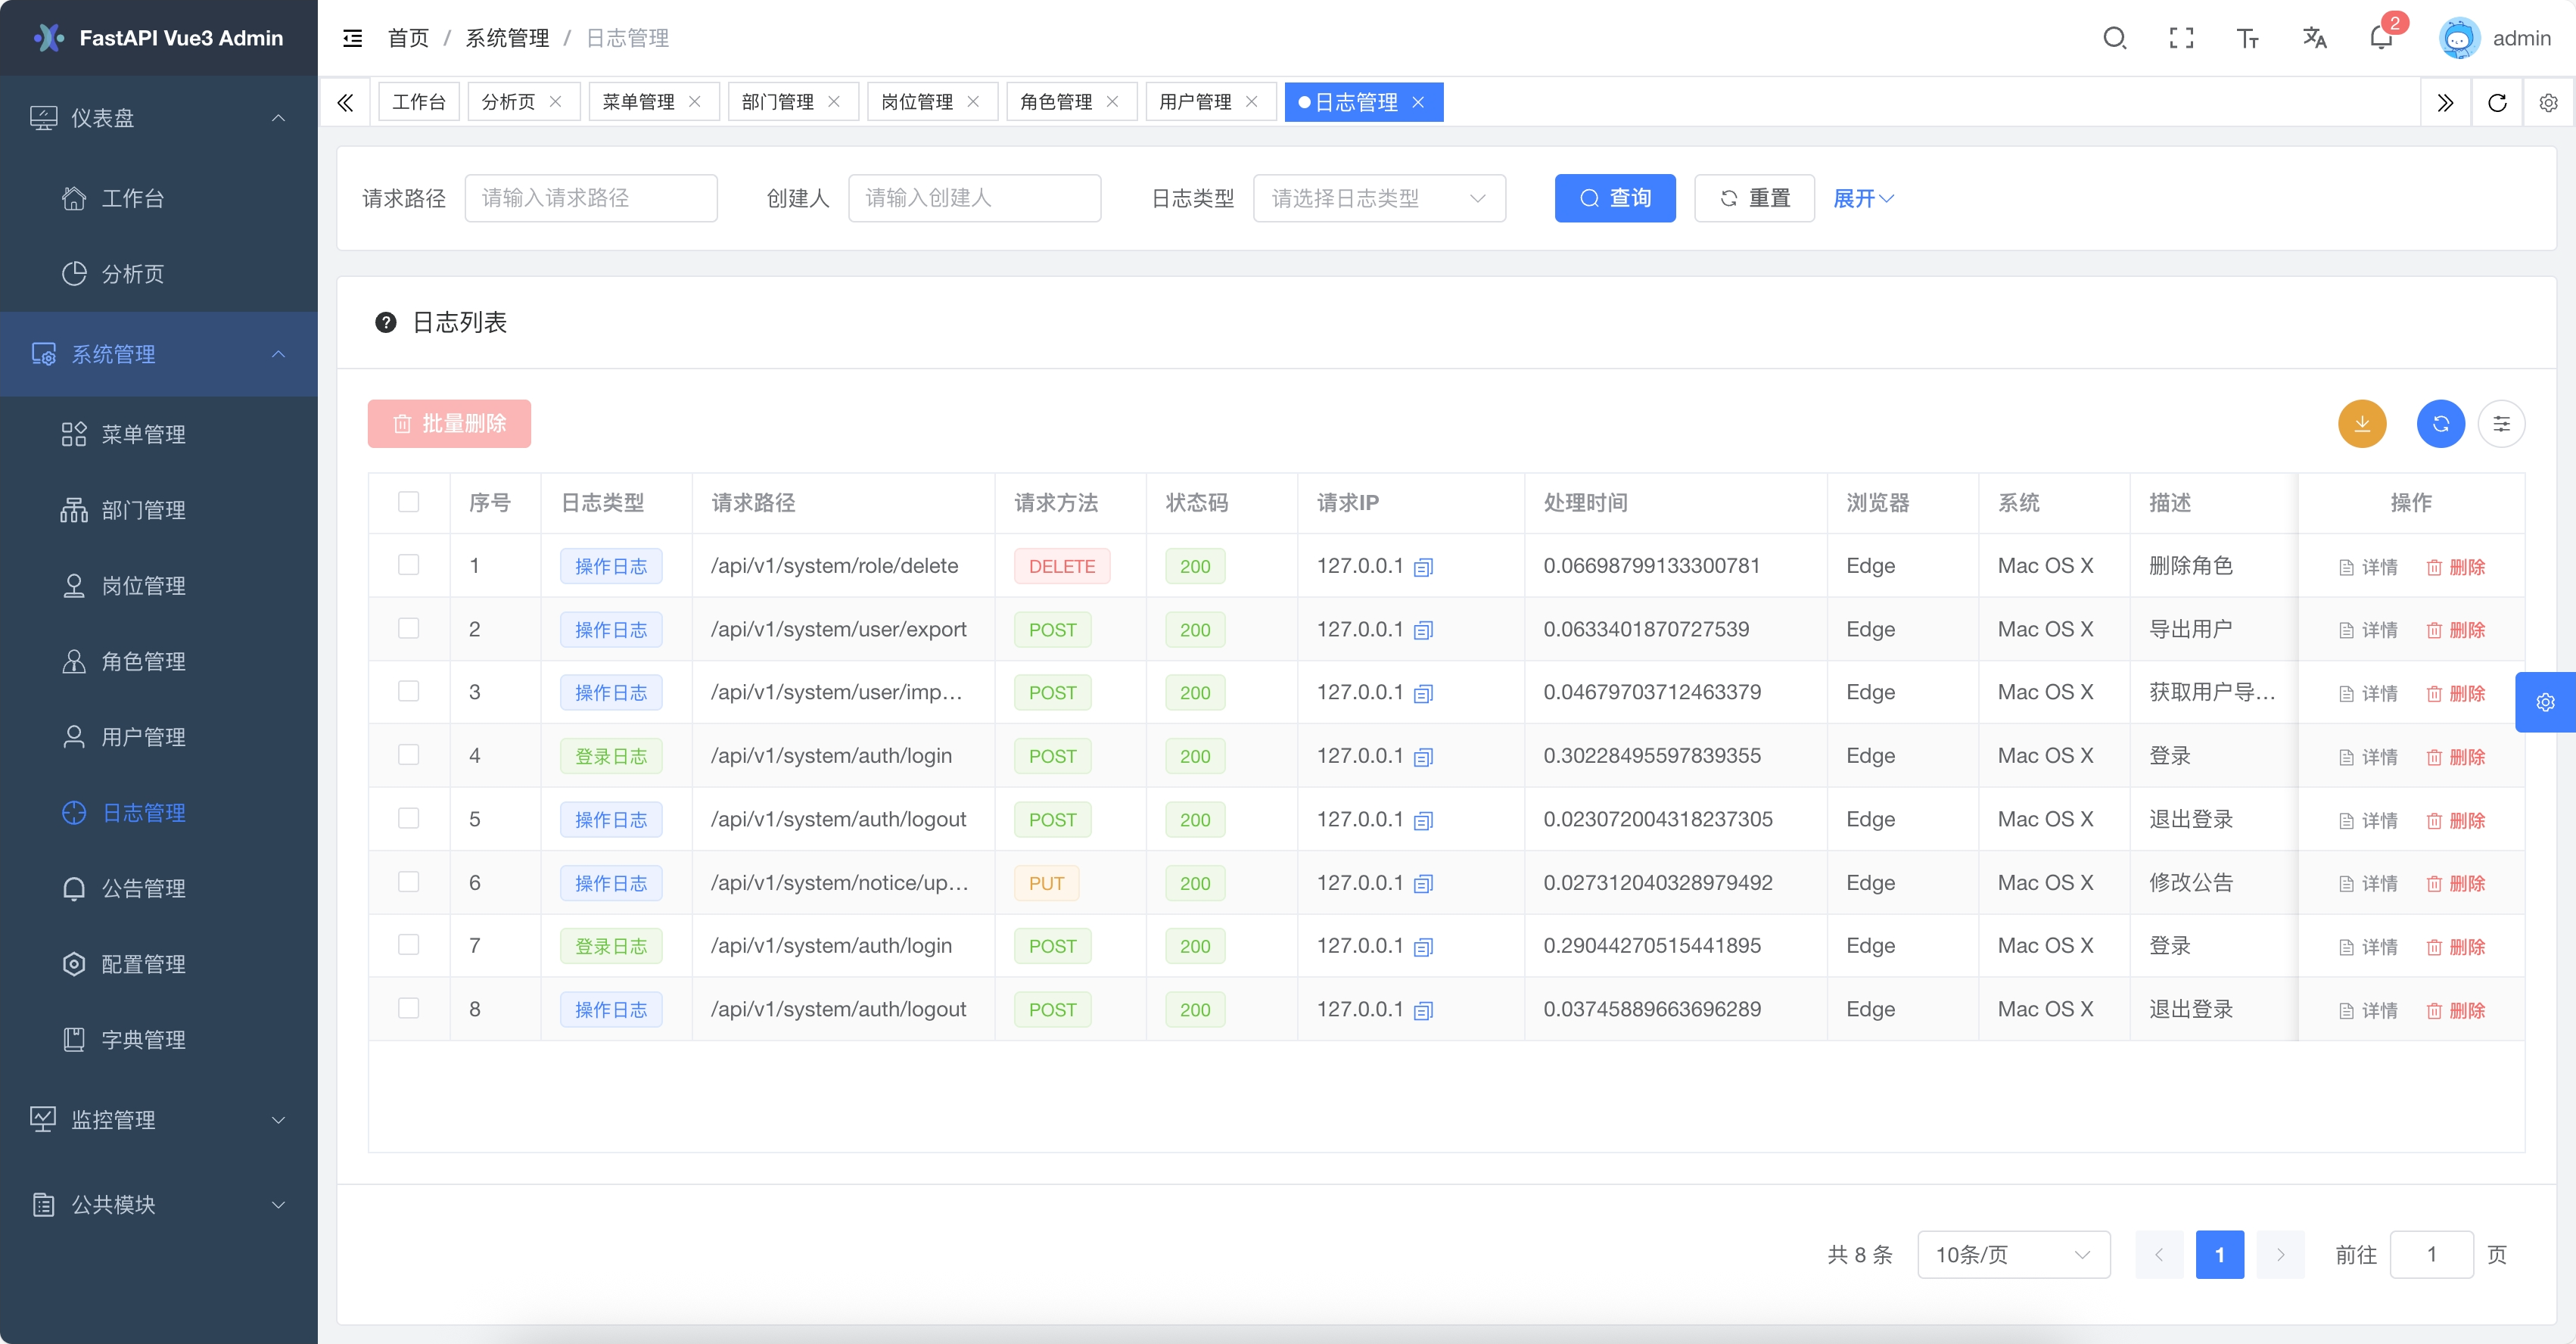 FastAPI Vue3 Admin
仪表盘
工作台
分析页
系统管理
菜单管理
部门管理
岗位管理
角色管理
用户管理
日志管理
公告管理
配置管理
字典管理
监控管理
公共模块
首页 / 系统管理 / 日志管理
2
admin
工作台 分析页 菜单管理 部门管理 岗位管理 角色管理 用户管理 日志管理
请求路径 请输入请求路径 创建人 请输入创建人 日志类型 请选择日志类型 查询 重置 展开
日志列表
批量删除
序号 日志类型 请求路径 请求方法 状态码 请求IP 处理时间 浏览器 系统 描述 操作
1 操作日志 /api/v1/system/role/delete DELETE 200 127.0.0.1 0.06698799133300781 Edge Mac OS X 删除角色 详情 删除
2 操作日志 /api/v1/system/user/export POST 200 127.0.0.1 0.0633401870727539 Edge Mac OS X 导出用户 详情 删除
3 操作日志 /api/v1/system/user/imp… POST 200 127.0.0.1 0.04679703712463379 Edge Mac OS X 获取用户导… 详情 删除
4 登录日志 /api/v1/system/auth/login POST 200 127.0.0.1 0.30228495597839355 Edge Mac OS X 登录 详情 删除
5 操作日志 /api/v1/system/auth/logout POST 200 127.0.0.1 0.023072004318237305 Edge Mac OS X 退出登录 详情 删除
6 操作日志 /api/v1/system/notice/up… PUT 200 127.0.0.1 0.027312040328979492 Edge Mac OS X 修改公告 详情 删除
7 登录日志 /api/v1/system/auth/login POST 200 127.0.0.1 0.29044270515441895 Edge Mac OS X 登录 详情 删除
8 操作日志 /api/v1/system/auth/logout POST 200 127.0.0.1 0.03745889663696289 Edge Mac OS X 退出登录 详情 删除
共 8 条 10条/页 1 前往 1 页